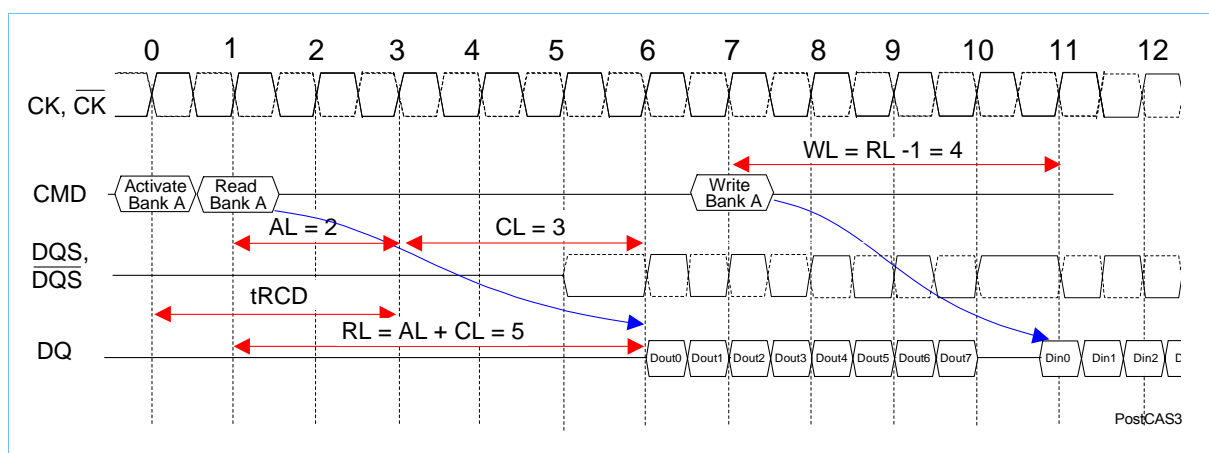 0 1 2 3 4 5 6 7 8 9 10 11 12
CK, CK
WL = RL -1 = 4
CMD
Activate
Bank A
Read
Bank A
Write
Bank A
AL = 2
CL = 3
DQS,
DQS
tRCD
RL = AL + CL = 5
DQ
Dout0 Dout1 Dout2 Dout3 Dout4 Dout5 Dout6 Dout7 Din0 Din1 Din2 D
PostCAS3